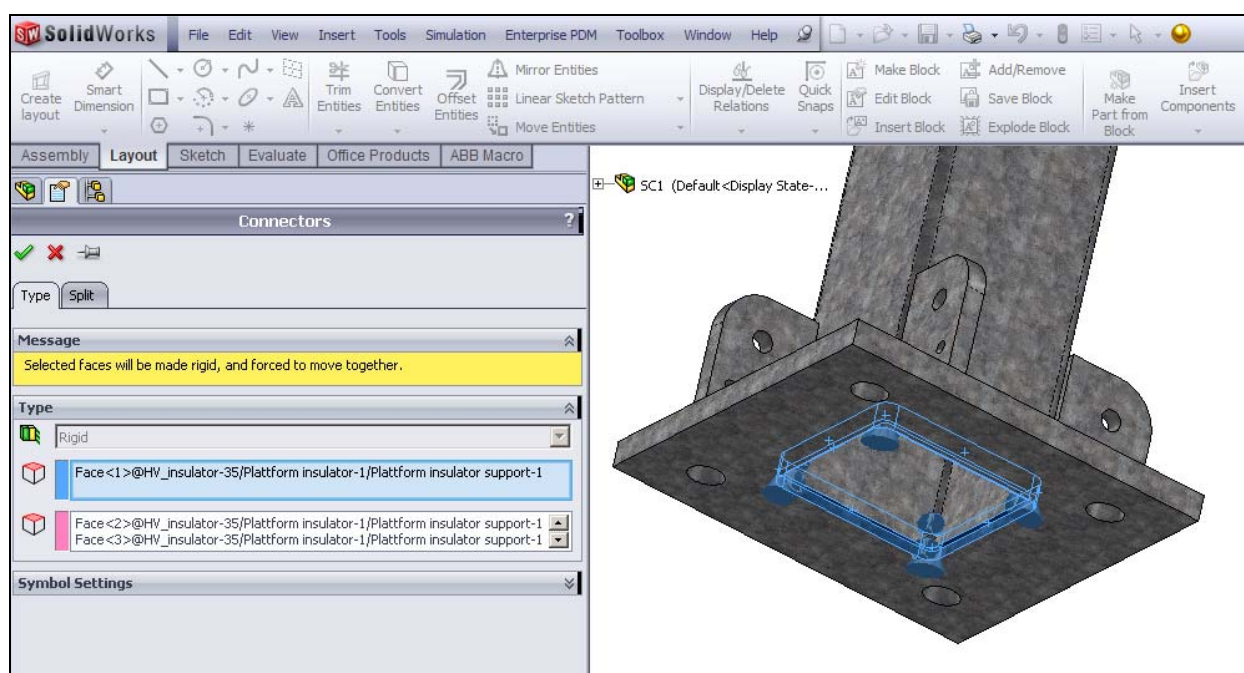 SolidWorks File Edit View Insert Tools Simulation Enterprise PDM Toolbox Window Help
Create layout
Smart Dimension
Trim Entities
Convert Entities
Offset Entities
Mirror Entities
Linear Sketch Pattern
Move Entities
Display/Delete Relations
Quick Snaps
Make Block
Edit Block
Insert Block
Add/Remove
Save Block
Explode Block
Make Part from Block
Insert Components
Assembly Layout Sketch Evaluate Office Products ABB Macro
SC1 (Default<Display State-...
Connectors ?
Type Split
Message
Selected faces will be made rigid, and forced to move together.
Type
Rigid
Face<1>@HV_insulator-35/Plattform insulator-1/Plattform insulator support-1
Face<2>@HV_insulator-35/Plattform insulator-1/Plattform insulator support-1
Face<3>@HV_insulator-35/Plattform insulator-1/Plattform insulator support-1
Symbol Settings